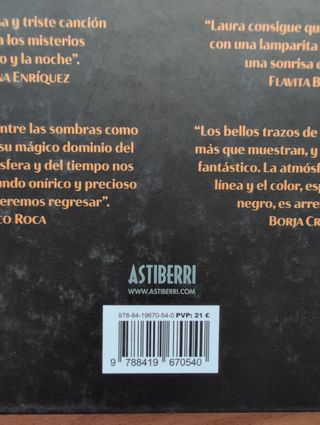 sa y triste canción
a los misterios
o y la noche”.
NA ENRÍQUEZ
“Laura consigue qu
con una lamparita
una sonrisa
FLAVITA B
ntre las sombras como
su mágico dominio del
sfera y del tiempo nos
undo onírico y precioso
eremos regresar”.
CO ROCA
“Los bellos trazos de
más que muestran, y
fantástico. La atmósf
línea y el color, esp
negro, es arre
BORJA CR
ASTIBERRI
WWW.ASTIBERRI.COM
978-84-19670-54-0 PVP: 21 €
9 788419 670540